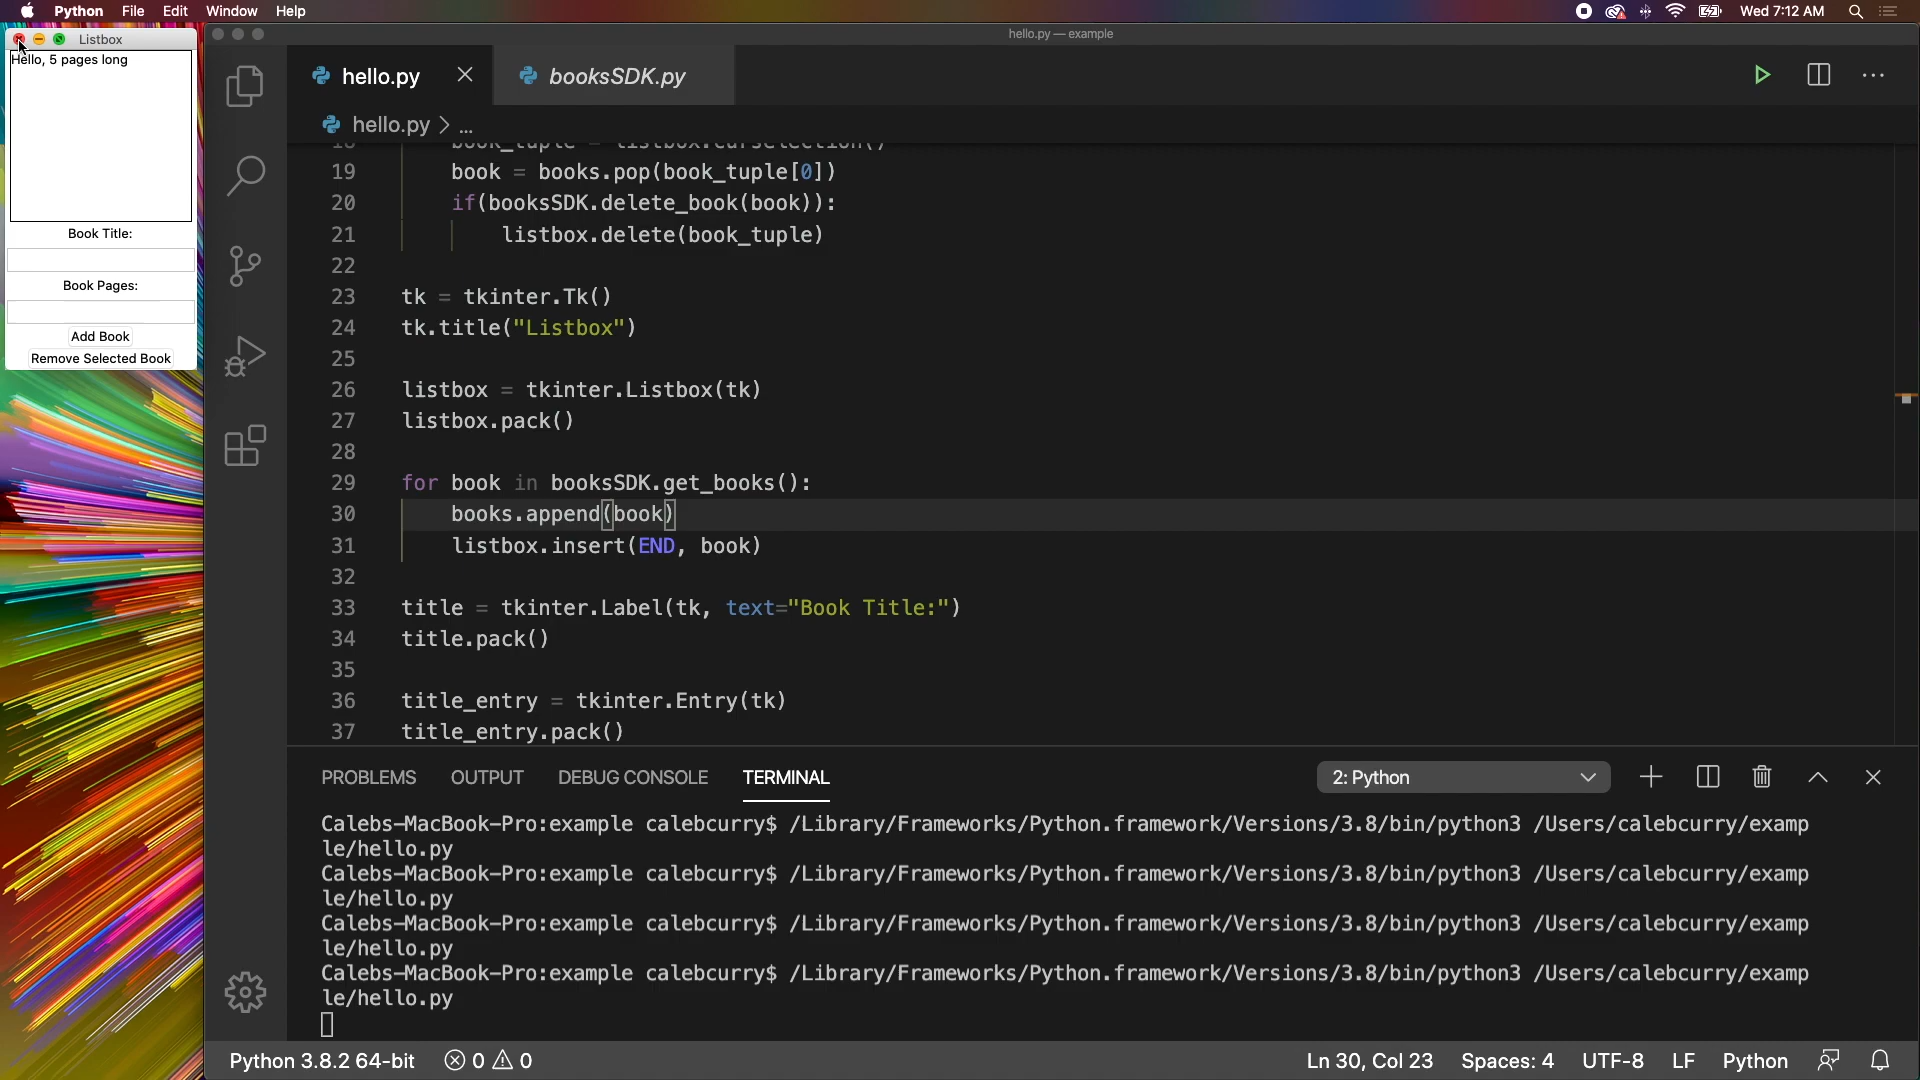 Python File Edit Window Help
Wed 7:12 AM
Listbox
Hello, 5 pages long
Book Title:
Book Pages:
Add Book
Remove Selected Book
hello.py — example
hello.py
booksSDK.py
hello.py > ...
18 book_tuple = listbox.curselection()
19 book = books.pop(book_tuple[0])
20 if(booksSDK.delete_book(book)):
21 listbox.delete(book_tuple)
22
23 tk = tkinter.Tk()
24 tk.title("Listbox")
25
26 listbox = tkinter.Listbox(tk)
27 listbox.pack()
28
29 for book in booksSDK.get_books():
30 books.append(book)
31 listbox.insert(END, book)
32
33 title = tkinter.Label(tk, text="Book Title:")
34 title.pack()
35
36 title_entry = tkinter.Entry(tk)
37 title_entry.pack()
PROBLEMS OUTPUT DEBUG CONSOLE TERMINAL
2: Python
Calebs-MacBook-Pro:example calebcurry$ /Library/Frameworks/Python.framework/Versions/3.8/bin/python3 /Users/calebcurry/examp
le/hello.py
Calebs-MacBook-Pro:example calebcurry$ /Library/Frameworks/Python.framework/Versions/3.8/bin/python3 /Users/calebcurry/examp
le/hello.py
Calebs-MacBook-Pro:example calebcurry$ /Library/Frameworks/Python.framework/Versions/3.8/bin/python3 /Users/calebcurry/examp
le/hello.py
Calebs-MacBook-Pro:example calebcurry$ /Library/Frameworks/Python.framework/Versions/3.8/bin/python3 /Users/calebcurry/examp
le/hello.py
Python 3.8.2 64-bit 0 0 Ln 30, Col 23 Spaces: 4 UTF-8 LF Python